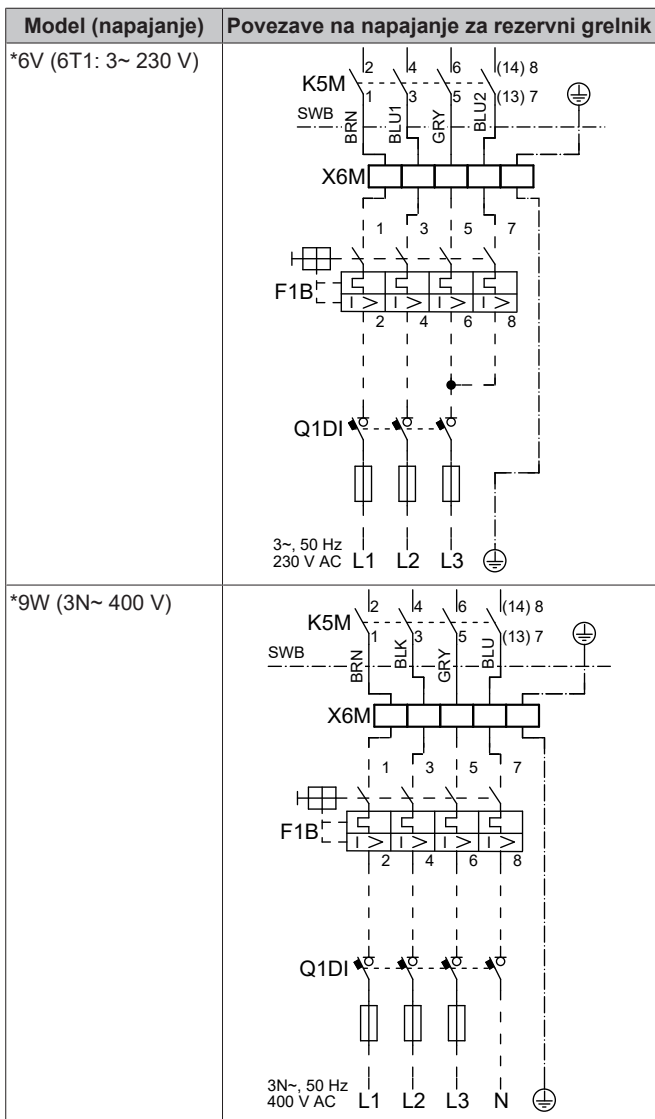 Model (napajanje) Povezave na napajanje za rezervni grelnik
*6V (6T1: 3~ 230 V)
2 4 6 (14) 8
K5M
1 3 5 (13) 7
SWB
BRN BLU1 GRY BLU2
X6M
1 3 5 7
F1B
I > I > I > I >
2 4 6 8
Q1DI
3~, 50 Hz
230 V AC L1 L2 L3
*9W (3N~ 400 V)
2 4 6 (14) 8
K5M
1 3 5 (13) 7
SWB
BRN BLK GRY BLU
X6M
1 3 5 7
F1B
I > I > I > I >
2 4 6 8
Q1DI
3N~, 50 Hz
400 V AC L1 L2 L3 N